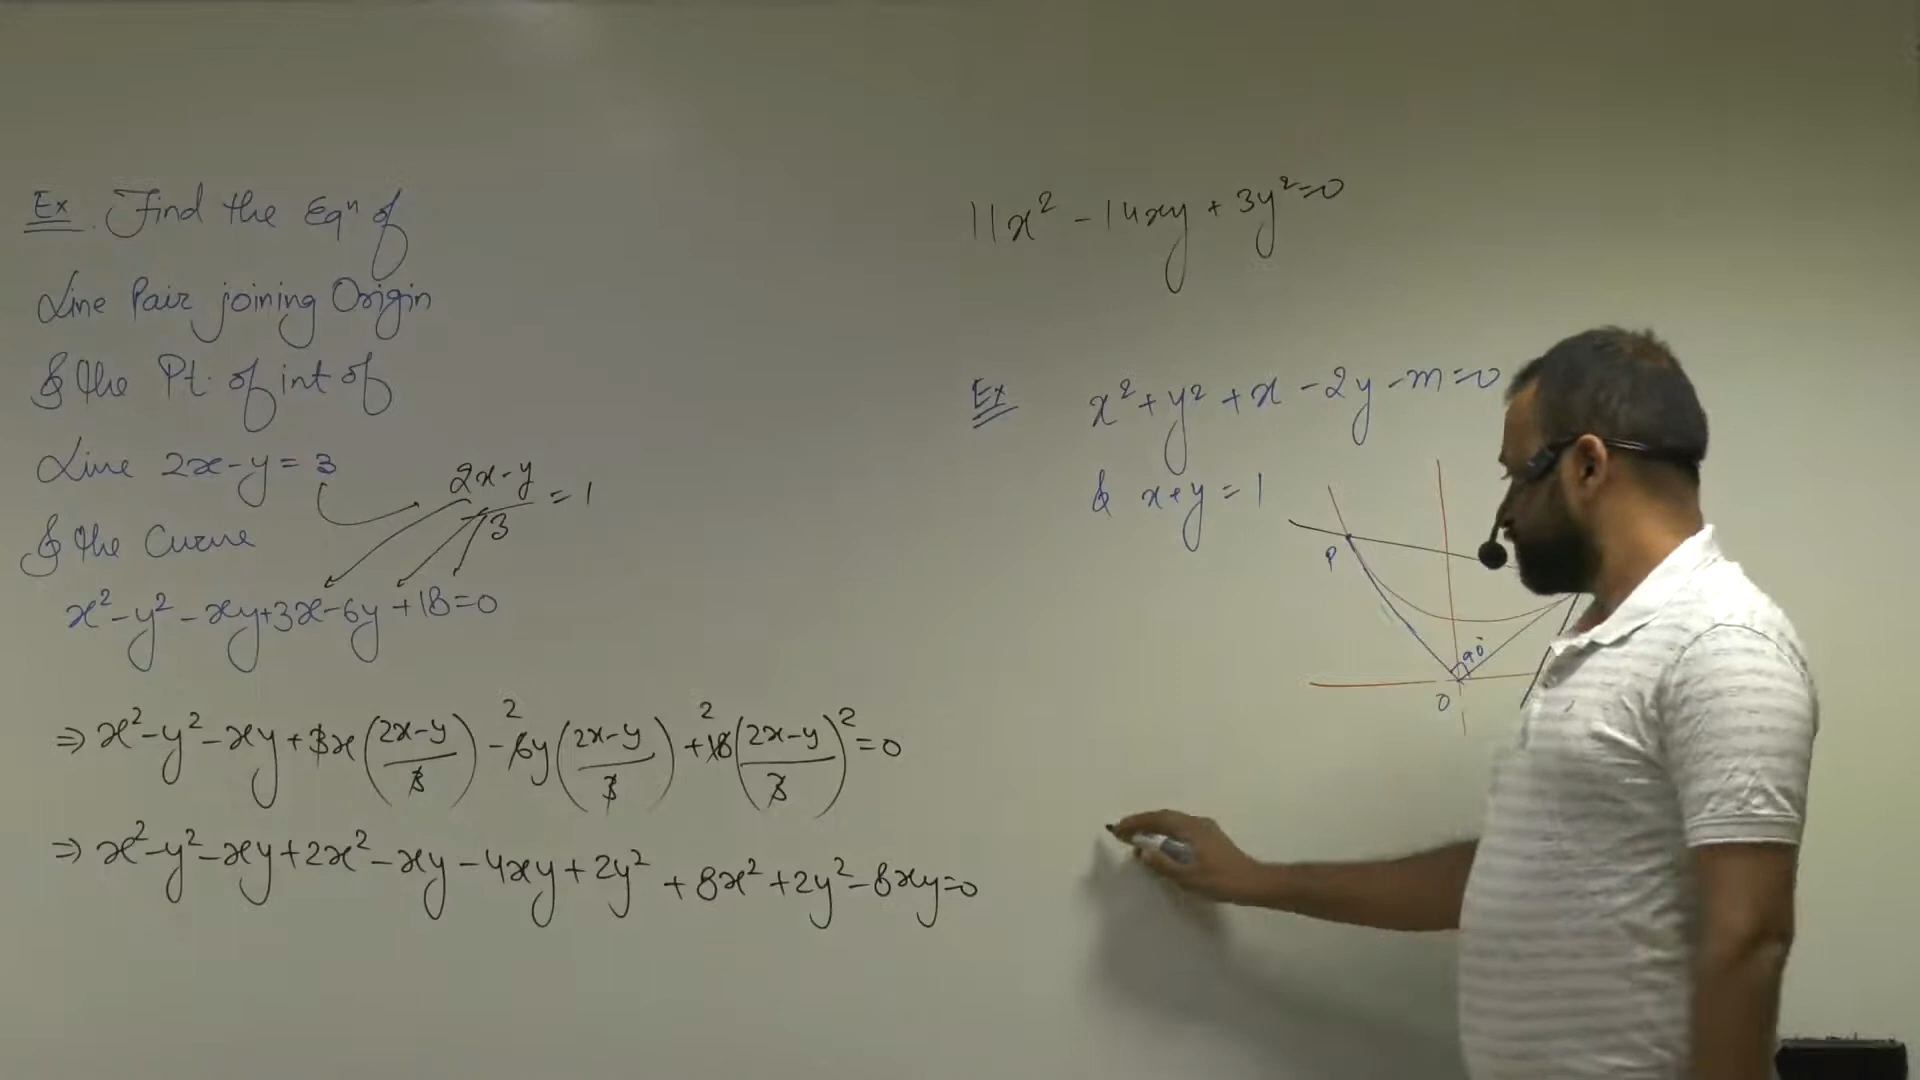 Ex. Find the Eqⁿ of
Line Pair joining Origin
& the Pt. of int of
Line 2x-y=3
(2x-y)/3 = 1
& the Curve
x²-y²-xy+3x-6y+18=0
⇒ x²-y²-xy+3x((2x-y)/3) -6y((2x-y)/3) +18((2x-y)/3)²=0
2 2
⇒ x²-y²-xy+2x²-xy-4xy+2y²+8x²+2y²-8xy=0
11x²-14xy+3y²=0
Ex x²+y²+x-2y-m=0
& x+y=1
P
90°
O